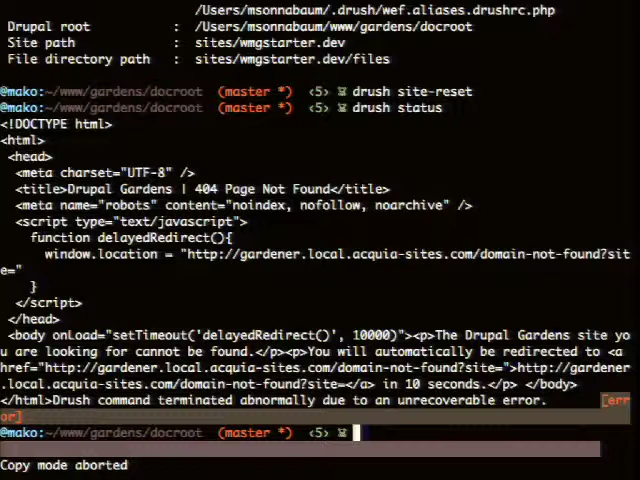 /Users/msonnabaum/.drush/wef.aliases.drushrc.php
Drupal root : /Users/msonnabaum/www/gardens/docroot
Site path : sites/wmgstarter.dev
File directory path : sites/wmgstarter.dev/files
@mako:~/www/gardens/docroot (master *) <5> drush site-reset
@mako:~/www/gardens/docroot (master *) <5> drush status
<!DOCTYPE html>
<html>
<head>
<meta charset="UTF-8" />
<title>Drupal Gardens | 404 Page Not Found</title>
<meta name="robots" content="noindex, nofollow, noarchive" />
<script type="text/javascript">
function delayedRedirect(){
window.location = "http://gardener.local.acquia-sites.com/domain-not-found?sit
e="
}
</script>
</head>
<body onLoad="setTimeout('delayedRedirect()', 10000)"><p>The Drupal Gardens site yo
u are looking for cannot be found.</p><p>You will automatically be redirected to <a
href="http://gardener.local.acquia-sites.com/domain-not-found?site=">http://gardener
.local.acquia-sites.com/domain-not-found?site=</a> in 10 seconds.</p> </body>
</html>Drush command terminated abnormally due to an unrecoverable error. [err
or]
@mako:~/www/gardens/docroot (master *) <5>
Copy mode aborted